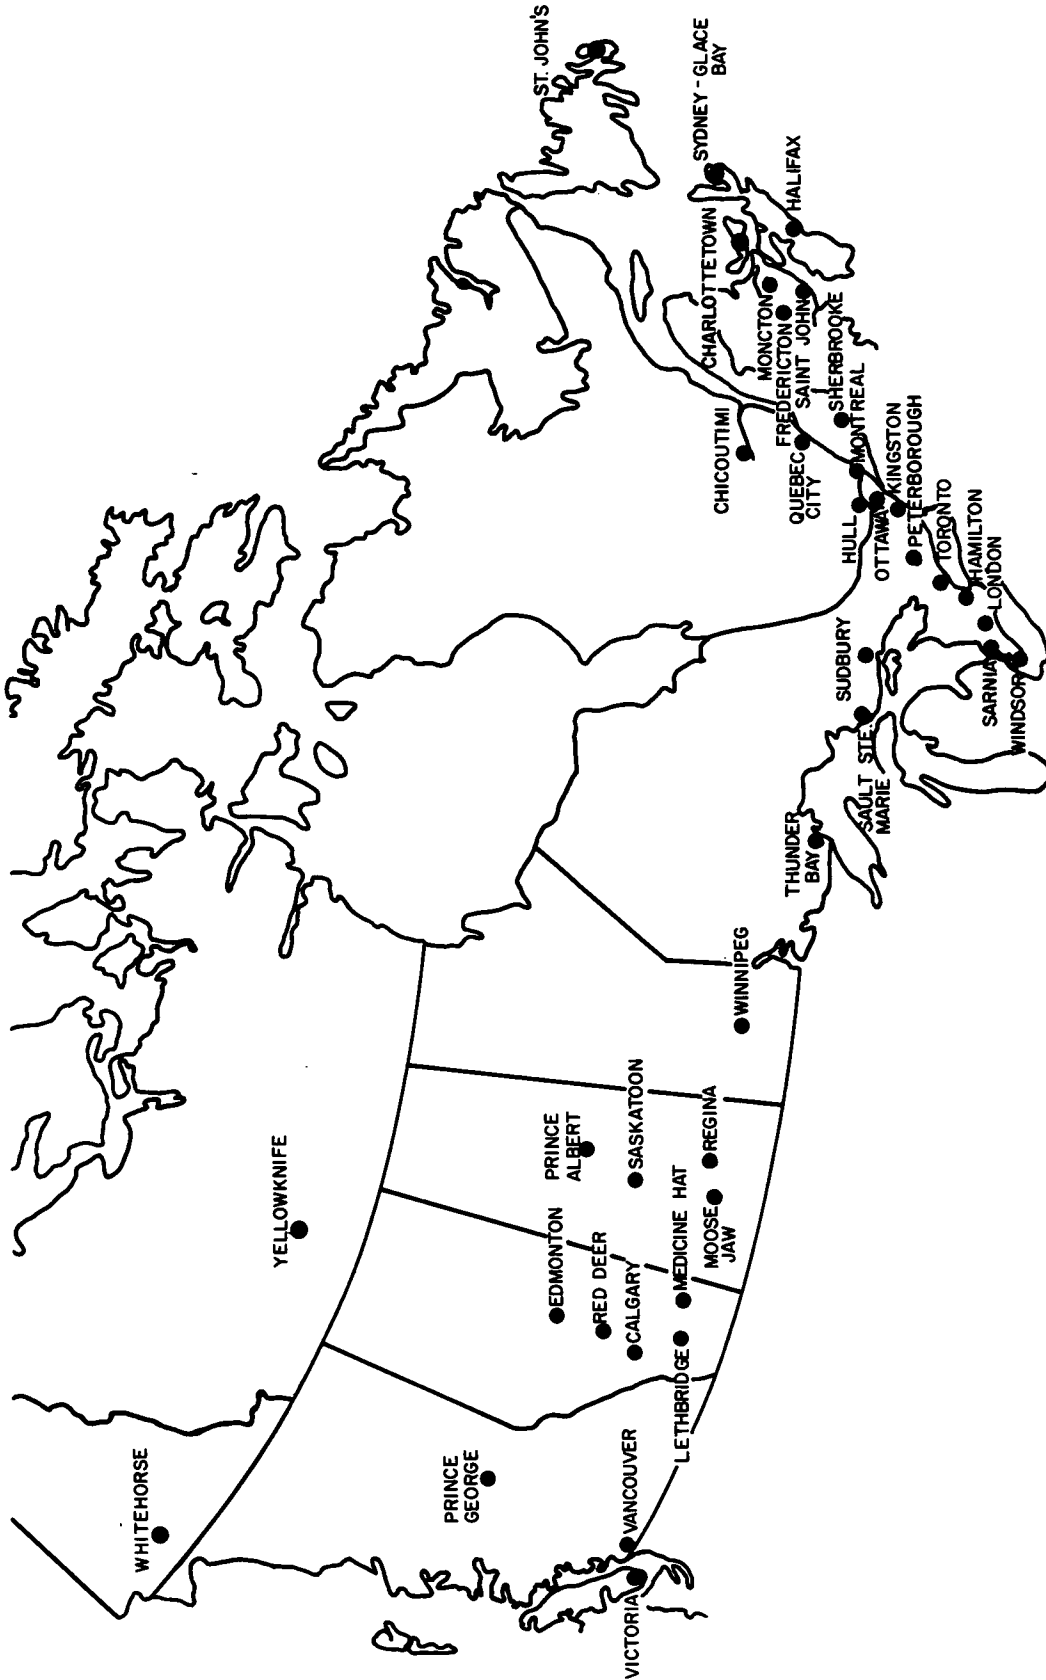 WHITEHORSE
YELLOWKNIFE
PRINCE
GEORGE
EDMONTON
PRINCE
ALBERT
RED DEER
CALGARY
SASKATOON
VANCOUVER
VICTORIA
LETHBRIDGE
MEDICINE HAT
MOOSE
JAW
REGINA
WINNIPEG
THUNDER
BAY
SAULT STE.
MARIE
SUDBURY
ST. JOHN'S
SYDNEY - GLACE
BAY
CHARLOTTETOWN
HALIFAX
MONCTON
FREDERICTON
SAINT JOHN
CHICOUTIMI
QUEBEC
CITY
SHERBROOKE
MONTREAL
HULL
OTTAWA
KINGSTON
PETERBOROUGH
TORONTO
HAMILTON
LONDON
SARNIA
WINDSOR